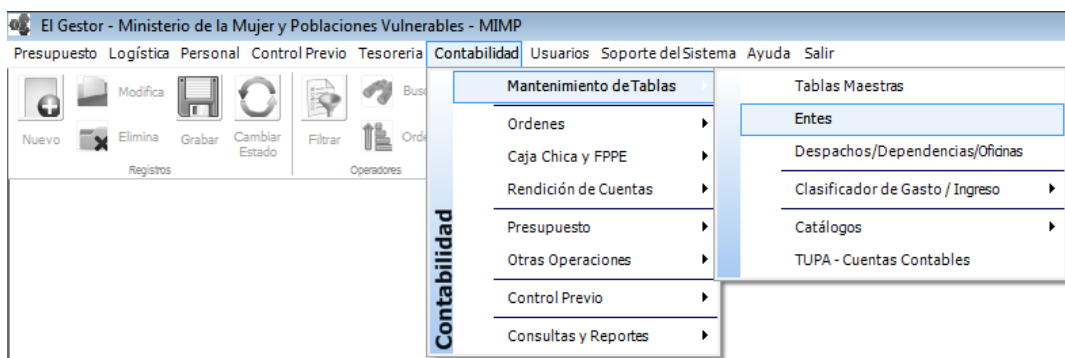 El Gestor - Ministerio de la Mujer y Poblaciones Vulnerables - MIMP
Presupuesto Logística Personal Control Previo Tesoreria Contabilidad Usuarios Soporte del Sistema Ayuda Salir
Nuevo
Modifica
Elimina
Grabar
Cambiar
Estado
Registros
Filtrar
Busc
Orde
Operadores
Contabilidad
Mantenimiento de Tablas
Ordenes
Caja Chica y FPPE
Rendición de Cuentas
Presupuesto
Otras Operaciones
Control Previo
Consultas y Reportes
Tablas Maestras
Entes
Despachos/Dependencias/Oficinas
Clasificador de Gasto / Ingreso
Catálogos
TUPA - Cuentas Contables